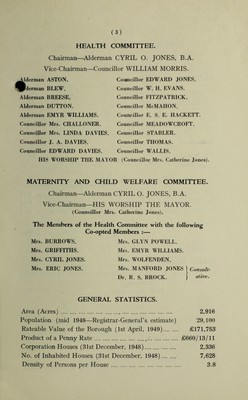 ( 3 )
HEALTH COMMITTEE.
Chairman—Alderman CYRIL O. JONES, B.A.
Vice-Chairman—Councillor WILLIAM MORRIS.
Alderman ASTON. Councillor EDWARD JONES.
Alderman BLEW. Councillor W. H. EVANS.
Alderman BREESE. Councillor FITZPATRICK.
Alderman DUTTON. Councillor McMAHON.
Alderman EMYR WILLIAMS. Councillor E. S. E. HACKETT.
Councillor Mrs. CHALLONER. Councillor MEADOWCROFT.
Councillor Mrs. LINDA DAVIES. Councillor STABLER.
Councillor J. A. DAVIES. Councillor THOMAS.
Councillor EDWARD DAVIES. Councillor WALLIS.
HIS WORSHIP THE MAYOR (Councillor Mrs. Catherine Jones).
MATERNITY AND CHILD WELFARE COMMITTEE.
Chairman—Alderman CYRIL O. JONES, B.A.
Vice-Chairman—HIS WORSHIP THE MAYOR.
(Counsillor Mrs. Catherine Jones).
The Members of the Health Committee with the following
Co-opted Members :—
Mrs. BURROWS. Mrs. GLYN POWELL.
Mrs. GRIFFITHS. Mrs. EMYR WILLIAMS.
Mrs. CYRIL JONES. Mrs. WOLFENDEN.
Mrs. ERIC JONES. Mrs. MANFORD JONES } Consult-
Dr. R. S. BROCK. } ative.
GENERAL STATISTICS.
Area (Acres) ... 2,916
Population (mid 1948—Registrar-General's estimate) 29,100
Rateable Value of the Borough (1st April, 1949) ... £171,753
Product of a Penny Rate ... £660/13/11
Corporation Houses (31st December, 1948) ... 2,336
No. of Inhabited Houses (31st December, 1948) ... 7,628
Density of Persons per House ... 3.8